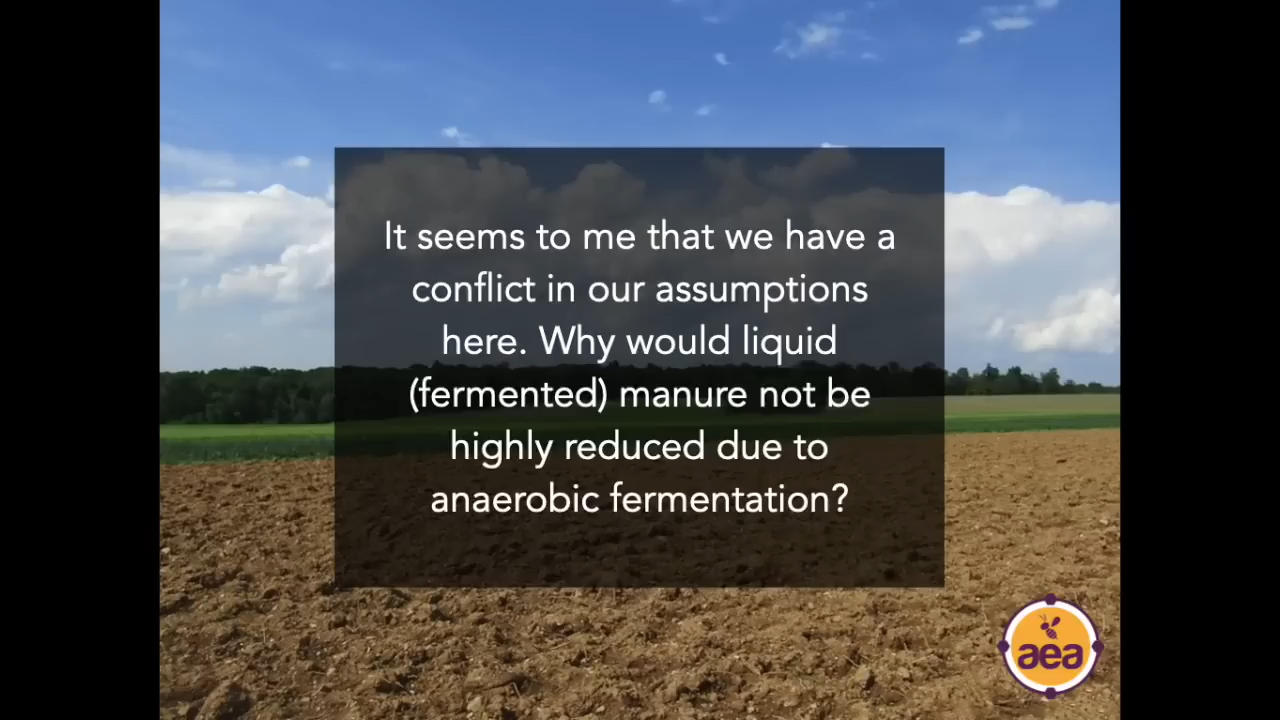 It seems to me that we have a
conflict in our assumptions
here. Why would liquid
(fermented) manure not be
highly reduced due to
anaerobic fermentation?
aea